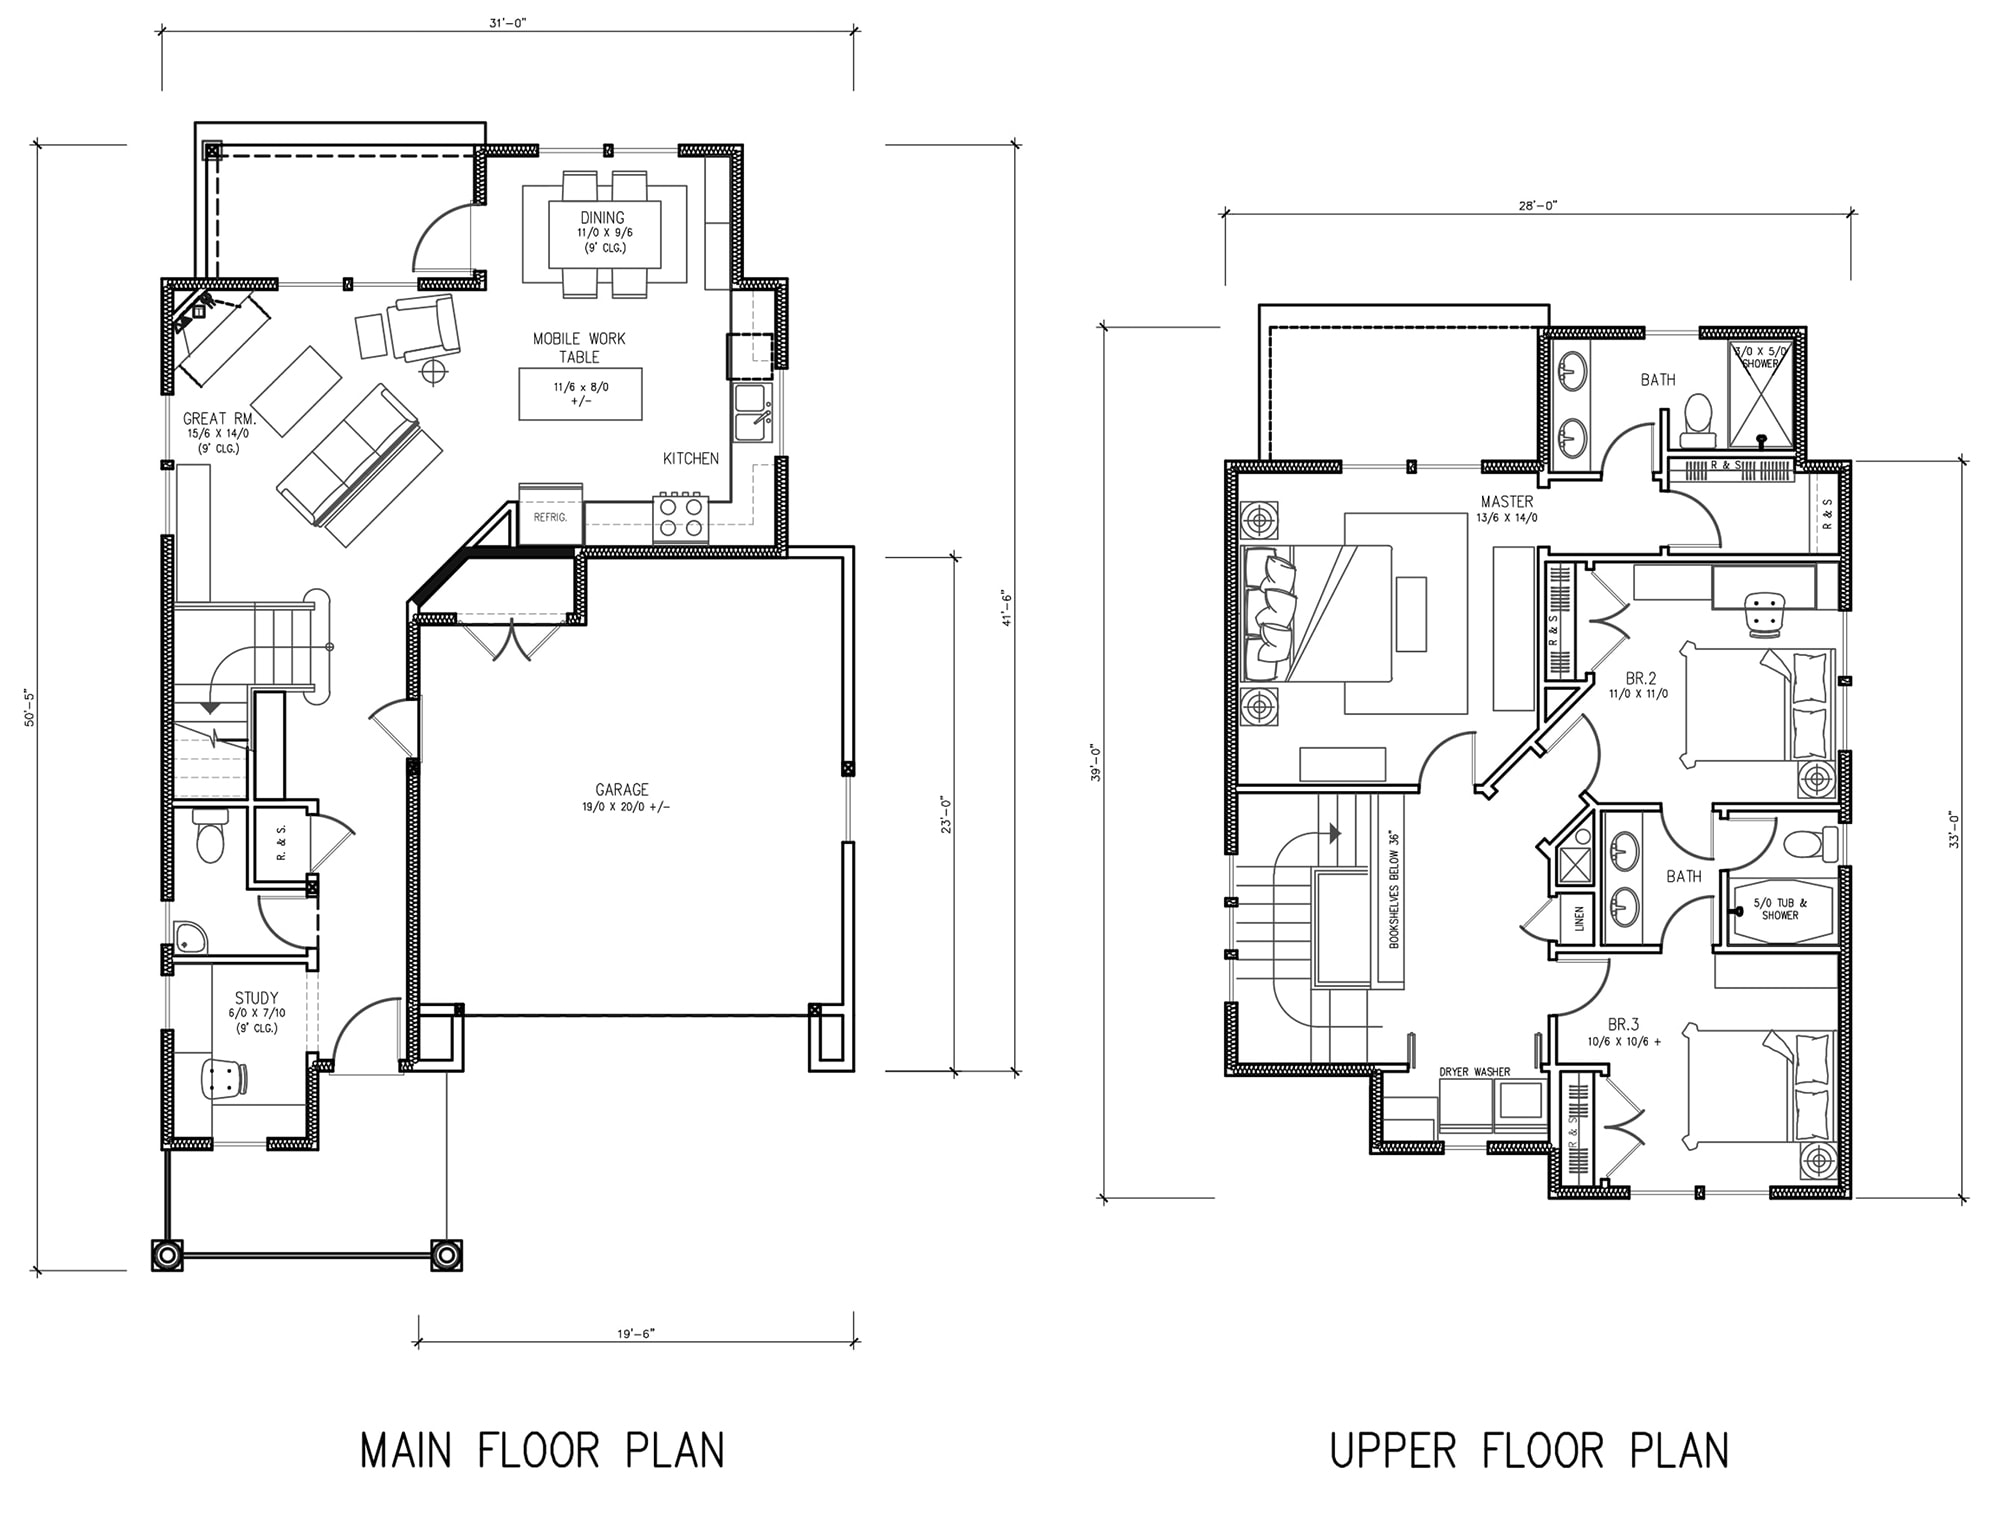 31'-0"
50'-5"
DINING
11/0 X 9/6
(9' CLG.)
MOBILE WORK
TABLE
11/6 x 8/0
+/-
GREAT RM.
15/6 X 14/0
(9' CLG.)
KITCHEN
REFRIG.
41'-6"
23'-0"
GARAGE
19/0 X 20/0 +/-
R. & S.
STUDY
6/0 X 7/10
(9' CLG.)
19'-6"
MAIN FLOOR PLAN
28'-0"
39'-0"
33'-0"
BATH
3/0 X 5/0
SHOWER
R & S
R & S
MASTER
13/6 X 14/0
R & S
BR.2
11/0 X 11/0
BOOKSHELVES BELOW 36"
BATH
LINEN
5/0 TUB &
SHOWER
BR.3
10/6 X 10/6 +
DRYER WASHER
R & S
UPPER FLOOR PLAN